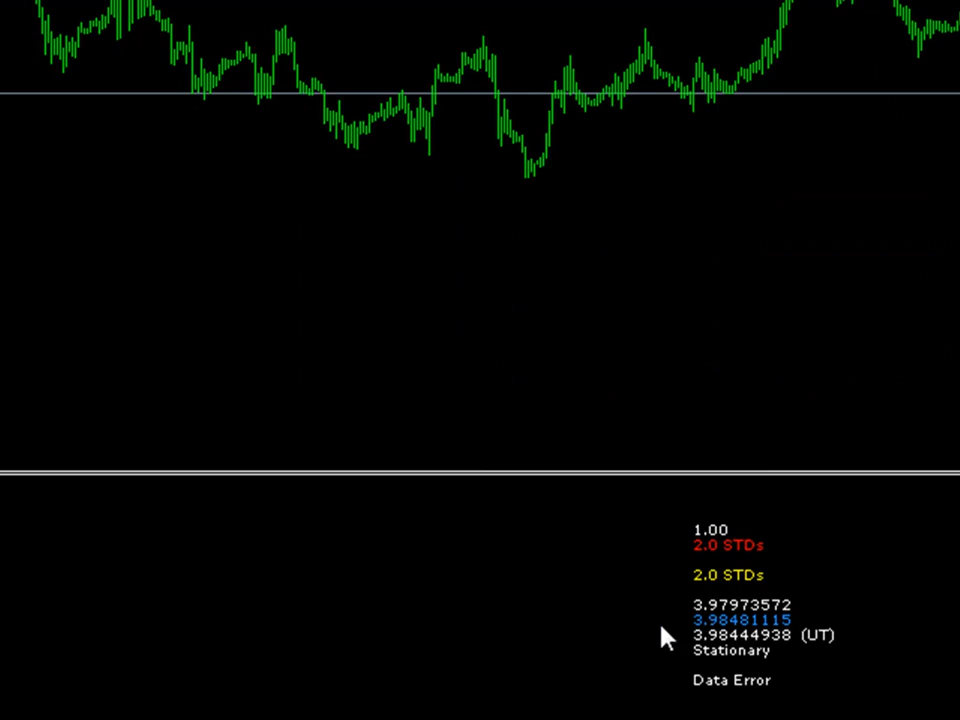 1.00
2.0 STDs
2.0 STDs
3.97973572
3.98481115
3.98444938 (UT)
Stationary
Data Error